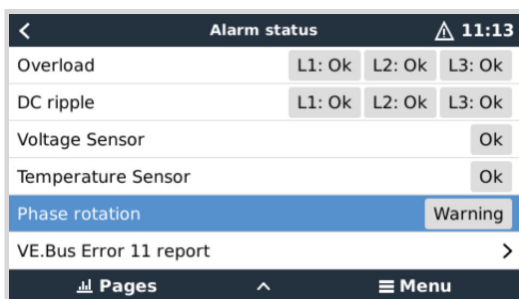 Alarm status 11:13
Overload L1: Ok L2: Ok L3: Ok
DC ripple L1: Ok L2: Ok L3: Ok
Voltage Sensor Ok
Temperature Sensor Ok
Phase rotation Warning
VE.Bus Error 11 report
Pages Menu